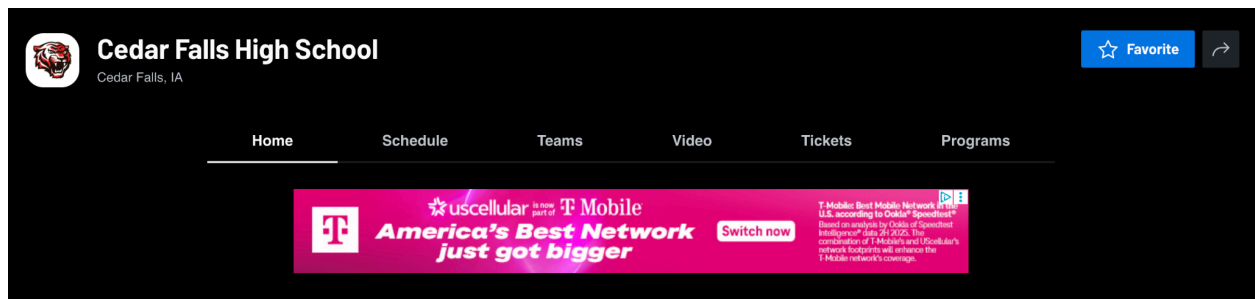 Cedar Falls High School
Cedar Falls, IA
Favorite
Home Schedule Teams Video Tickets Programs
uscellular is now part of T Mobile
America's Best Network
just got bigger
Switch now
T-Mobile: Best Mobile Network in the
U.S. according to Ookla® Speedtest®
Based on analysis by Ookla of Speedtest
Intelligence® data 2H 2025. The
combination of T-Mobile's and UScellular's
network footprints will enhance the
T-Mobile network's coverage.